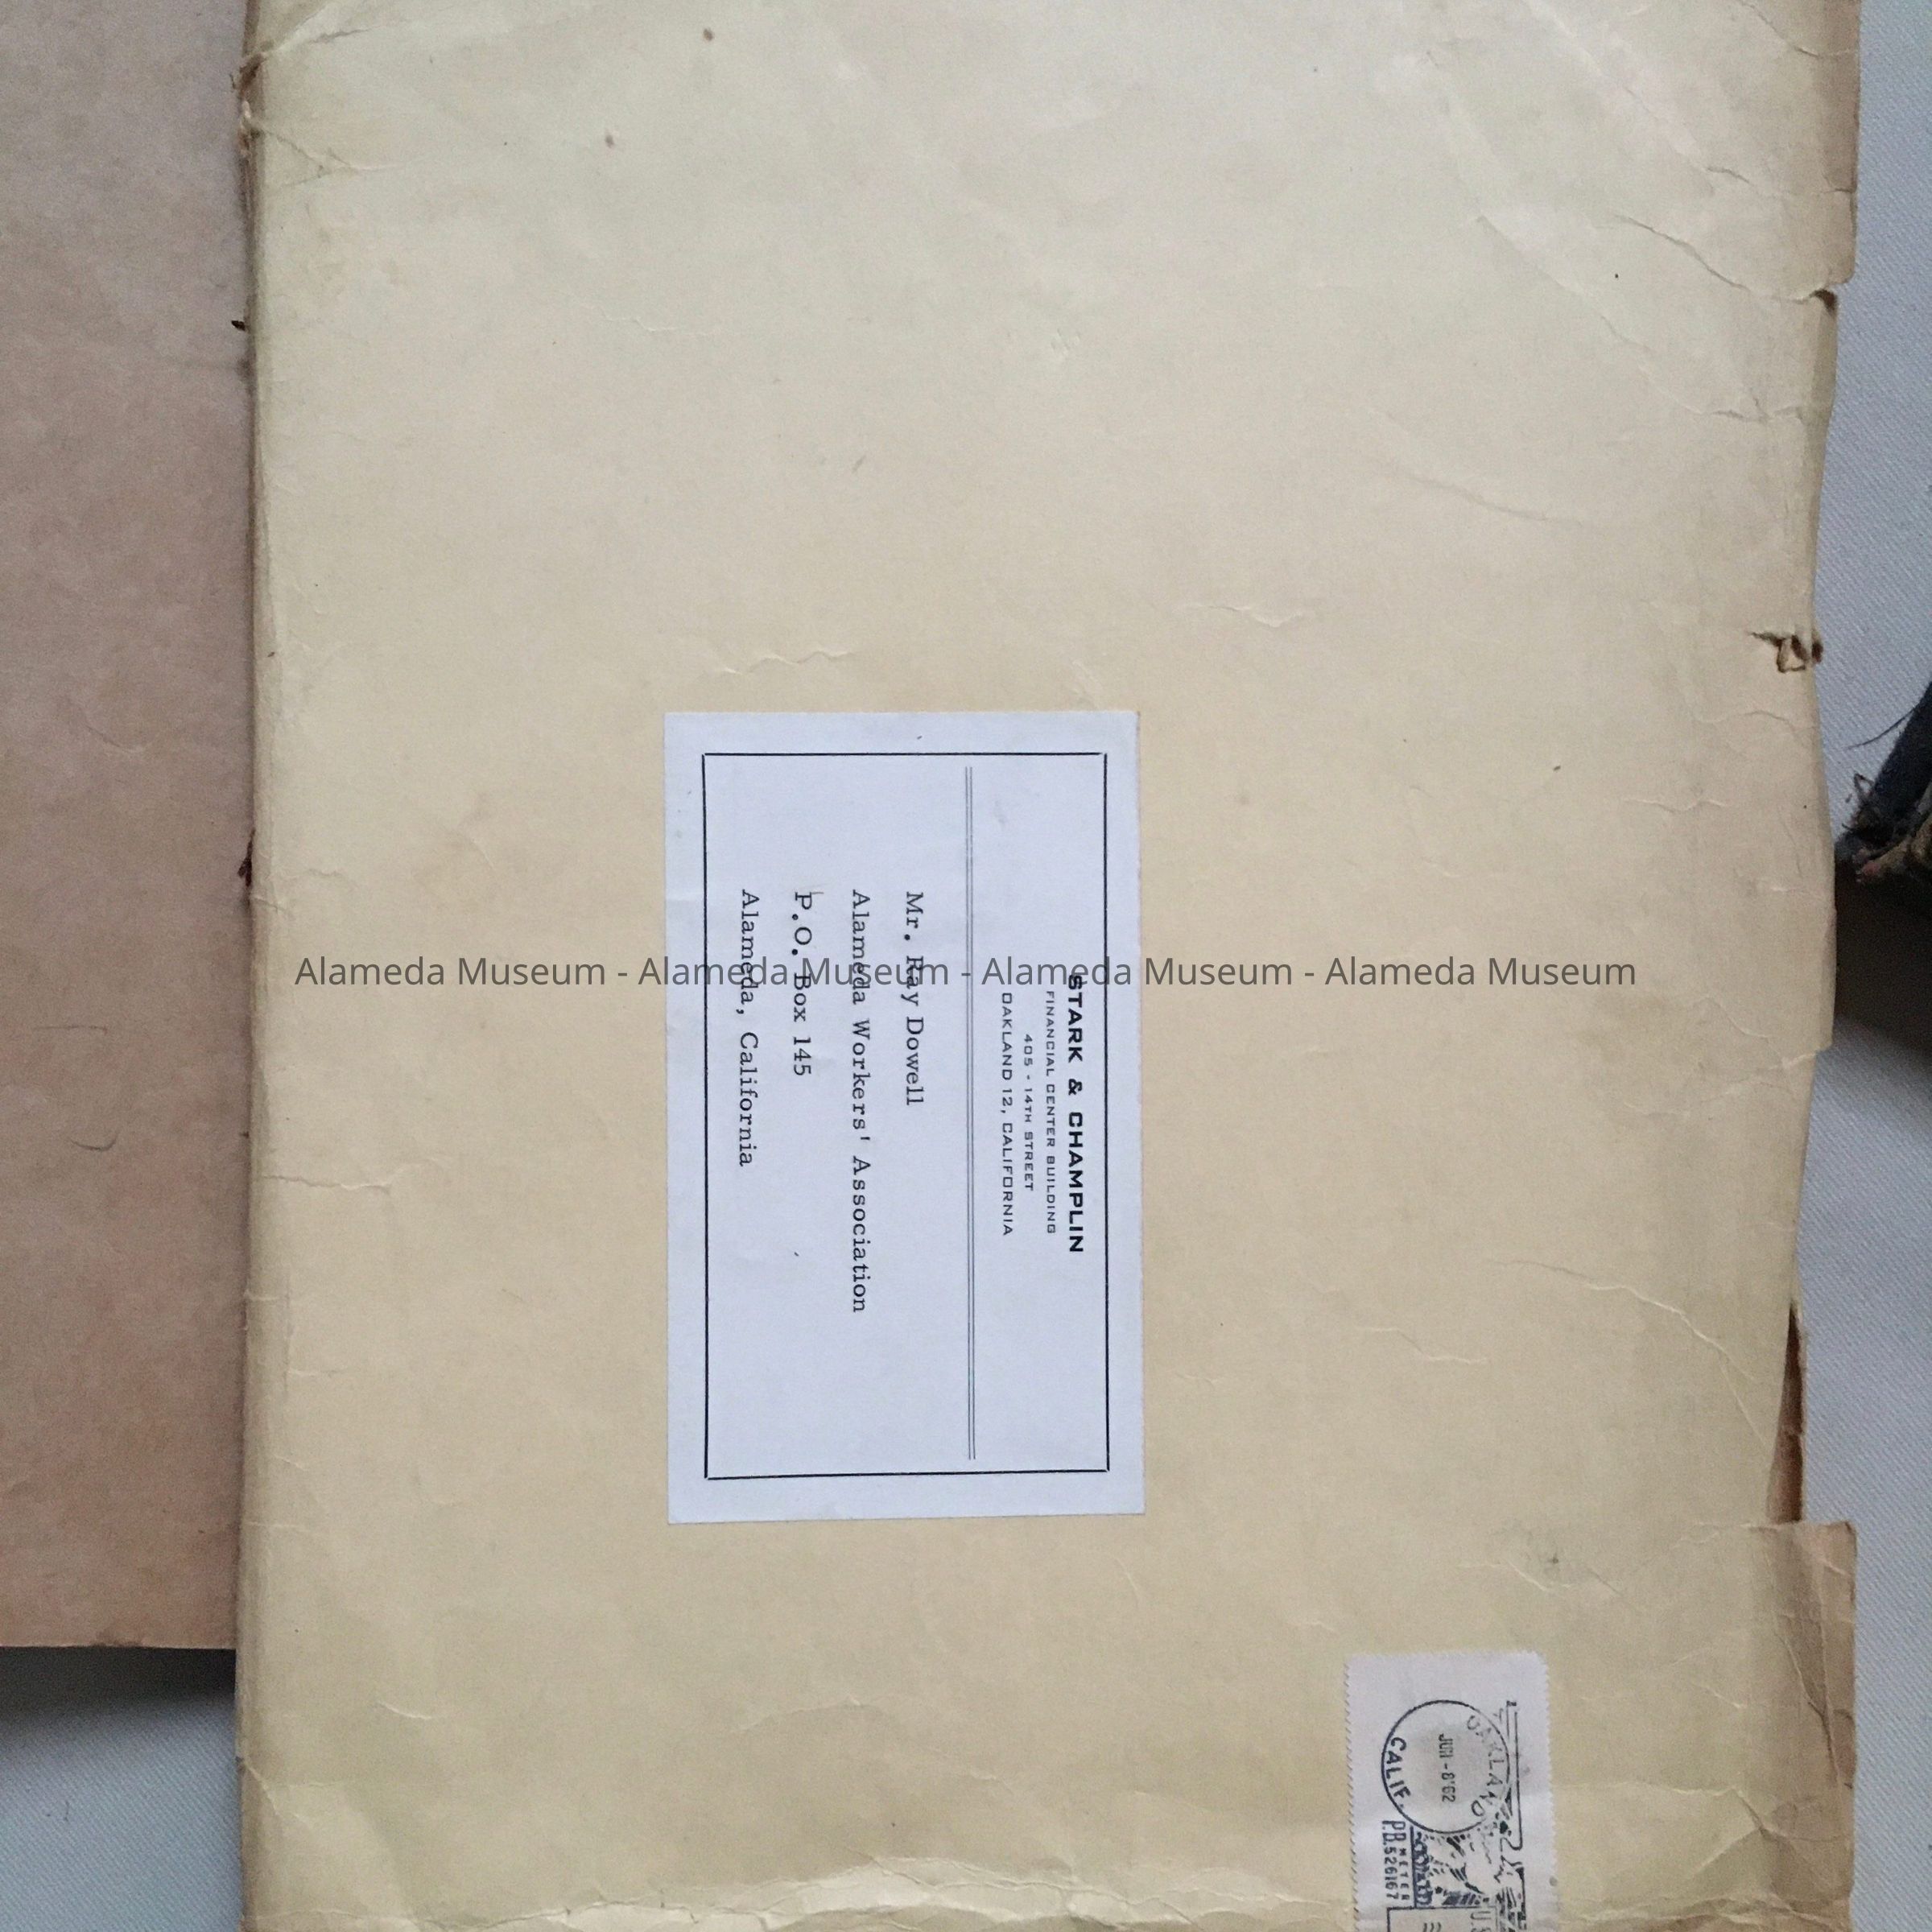 STARK & CHAMPLIN
FINANCIAL CENTER BUILDING
405 - 14TH STREET
OAKLAND 12, CALIFORNIA
Mr. Ray Dowell
Alameda Workers' Association
P.O. Box 145
Alameda, California
OAKLAND
JUN -8'62
CALIF.
P.B. METER
526167
U.S.
Alameda Museum - Alameda Museum - Alameda Museum - Alameda Museum